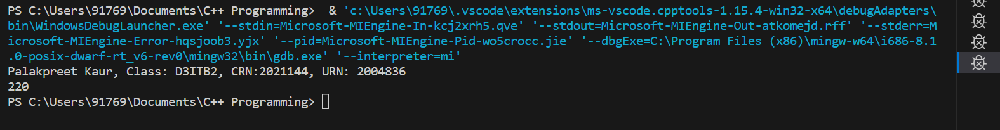 PS C:\Users\91769\Documents\C++ Programming>  & 'c:\Users\91769\.vscode\extensions\ms-vscode.cpptools-1.15.4-win32-x64\debugAdapters\
bin\WindowsDebugLauncher.exe' '--stdin=Microsoft-MIEngine-In-kcj2xrh5.qve' '--stdout=Microsoft-MIEngine-Out-atkomejd.rff' '--stderr=M
icrosoft-MIEngine-Error-hqsjoob3.yjx' '--pid=Microsoft-MIEngine-Pid-wo5crocc.jie' '--dbgExe=C:\Program Files (x86)\mingw-w64\i686-8.1
.0-posix-dwarf-rt_v6-rev0\mingw32\bin\gdb.exe' '--interpreter=mi'
Palakpreet Kaur, Class: D3ITB2, CRN:2021144, URN: 2004836
220
PS C:\Users\91769\Documents\C++ Programming>